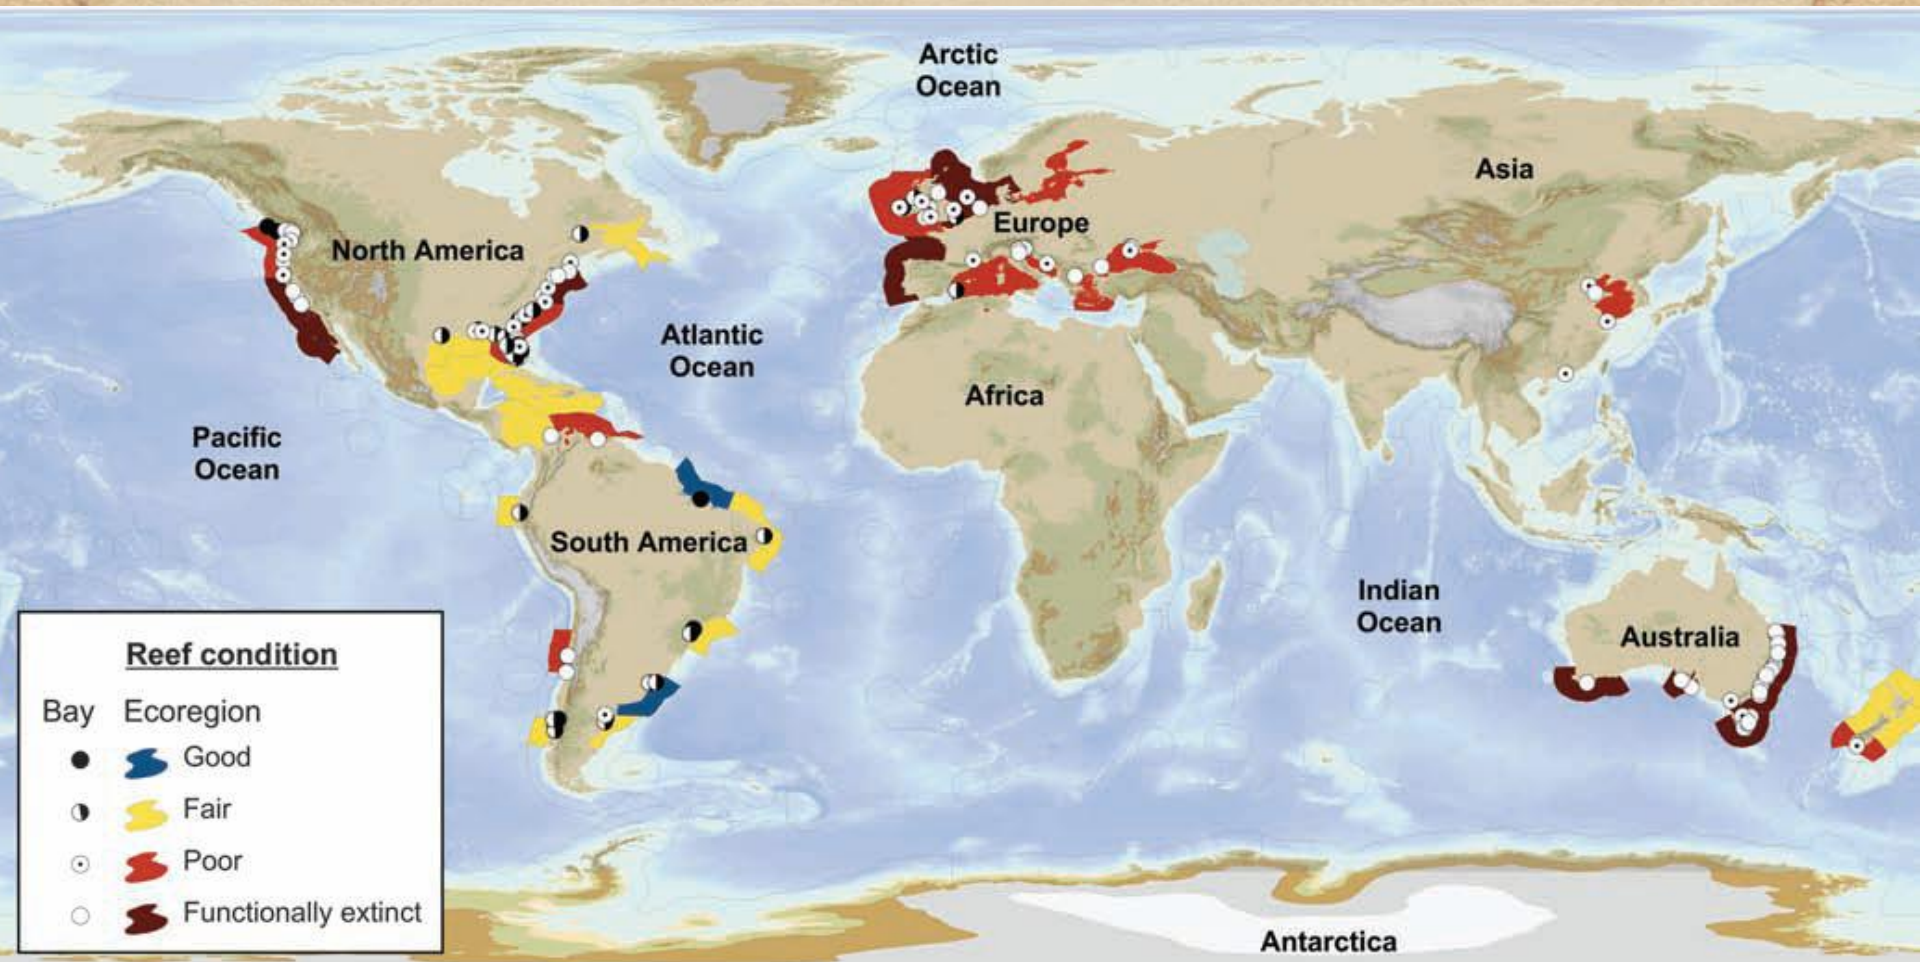 Arctic
Ocean
Asia
Europe
North America
Atlantic
Ocean
Africa
Pacific
Ocean
South America
Indian
Ocean
Australia
Reef condition
Bay Ecoregion
Good
Fair
Poor
Functionally extinct
Antarctica